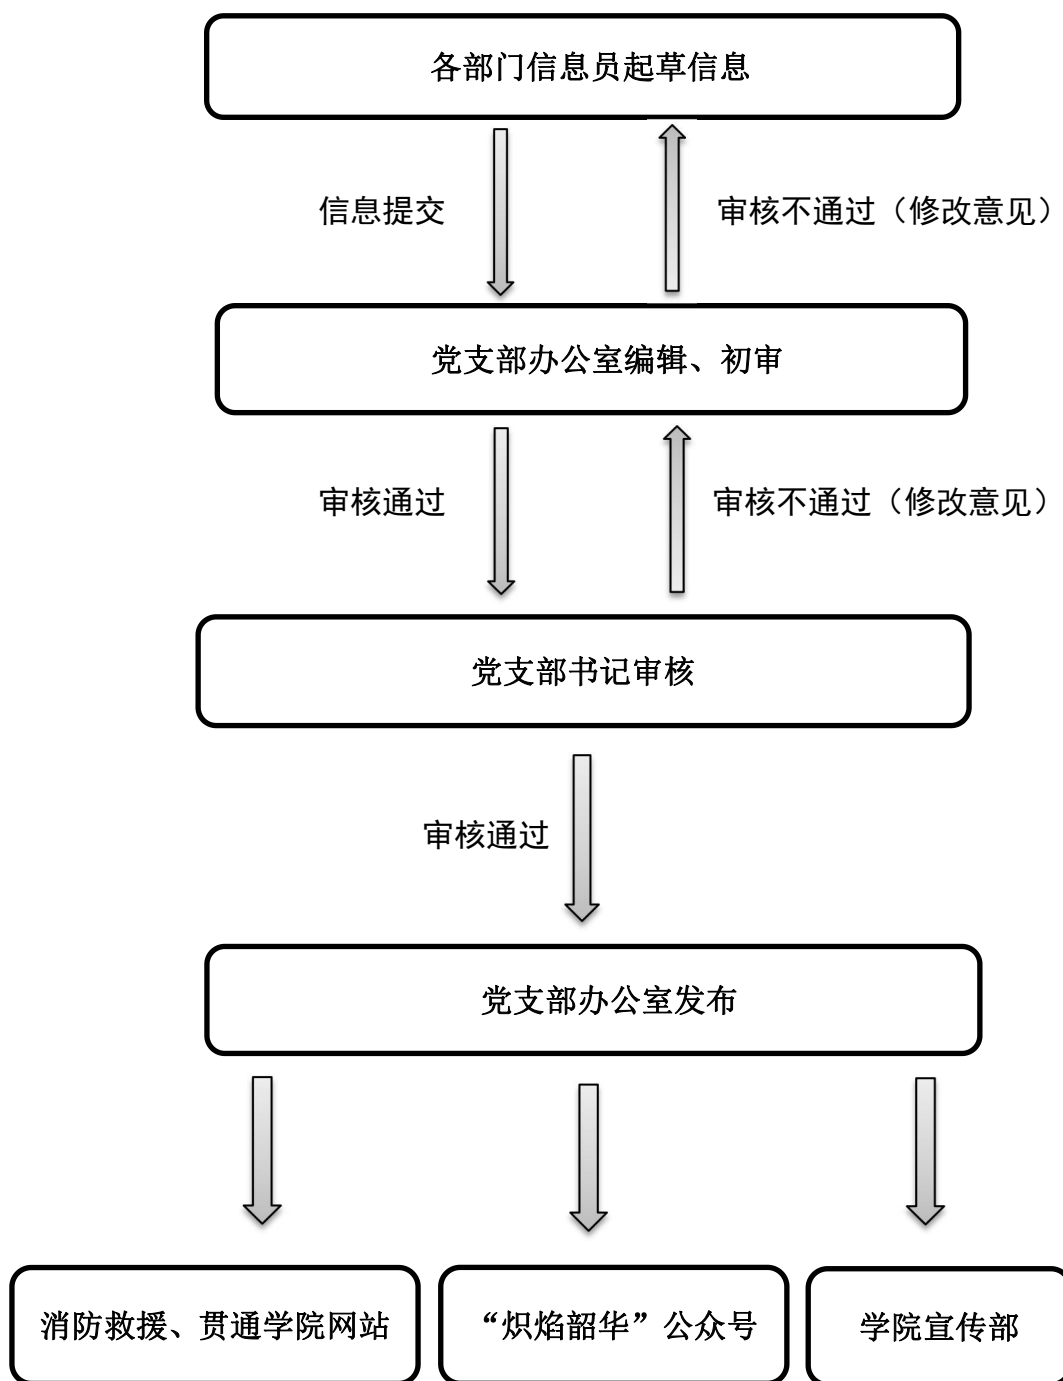 各部门信息员起草信息
信息提交
审核不通过（修改意见）
党支部办公室编辑、初审
审核通过
审核不通过（修改意见）
党支部书记审核
审核通过
党支部办公室发布
消防救援、贯通学院网站
“炽焰韶华”公众号
学院宣传部